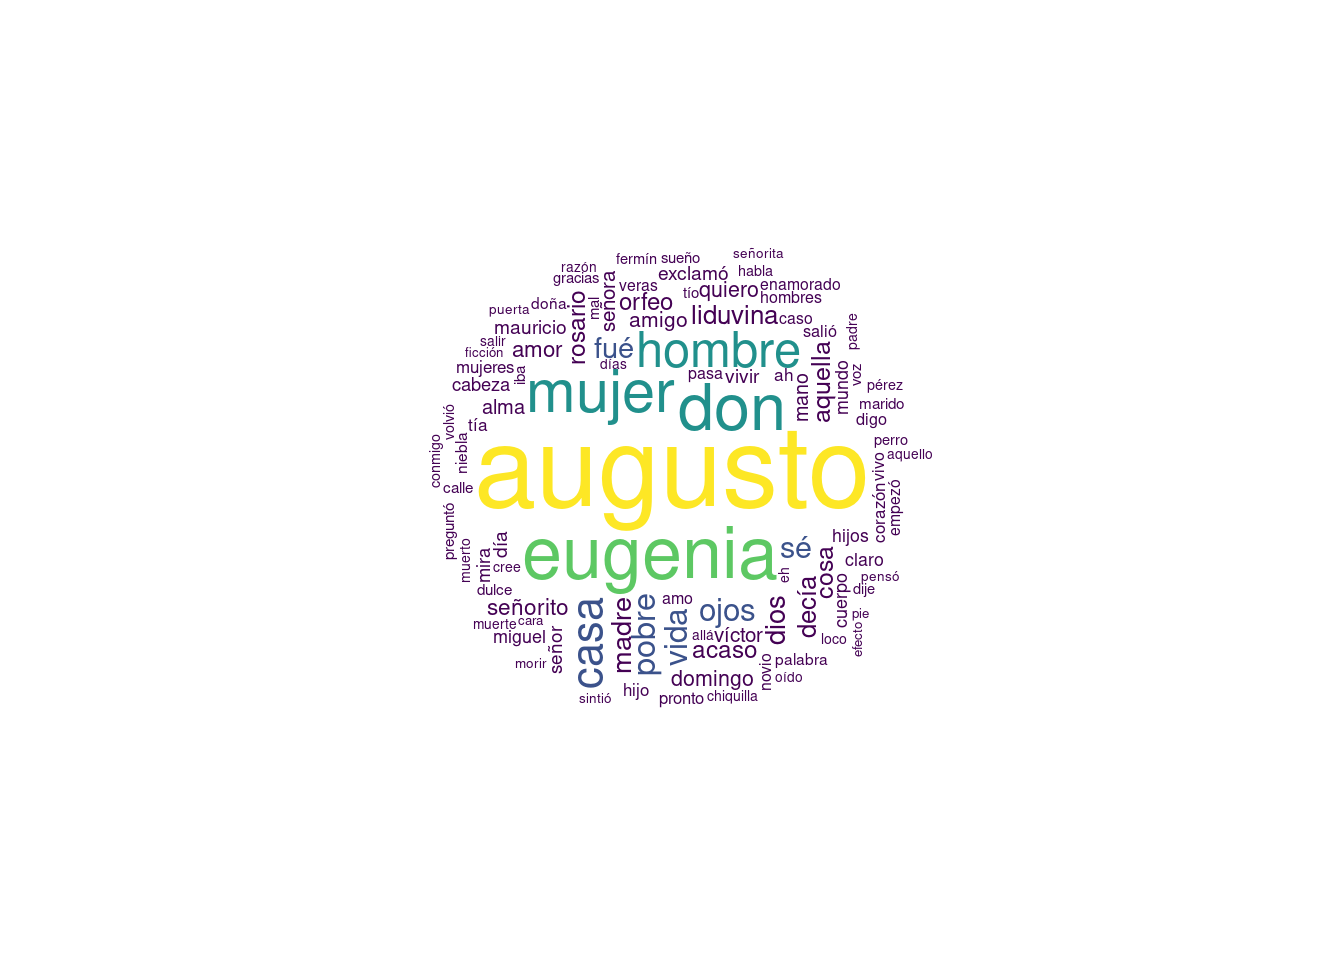 señorita
fermín
sueño
razón
exclamó
habla
gracias
señora
veras
tío
quiero
enamorado
hombres
orfeo
mal
doña
puerta
rosario
amigo
liduvina
caso
mauricio
salió
padre
salir
amor
fué
hombre
aquella
ficción
mujeres
iba
días
pasa
vivir
ah
mano
mundo
voz
cabeza
mujer
don
pérez
alma
marido
volvió
tía
digo
conmigo
niebla
augusto
perro
vivo
aquello
calle
corazón
empezó
preguntó
muerto
mira
día
eugenia
sé
hijos
cree
eh
cosa
claro
pensó
dulce
dije
señorito
casa
madre
pobre
amo
vida
ojos
dios
decía
cuerpo
pie
muerte
cara
miguel
señor
allá
víctor
acaso
loco
efecto
morir
domingo
novio
palabra
oído
sintió
hijo
pronto
chiquilla